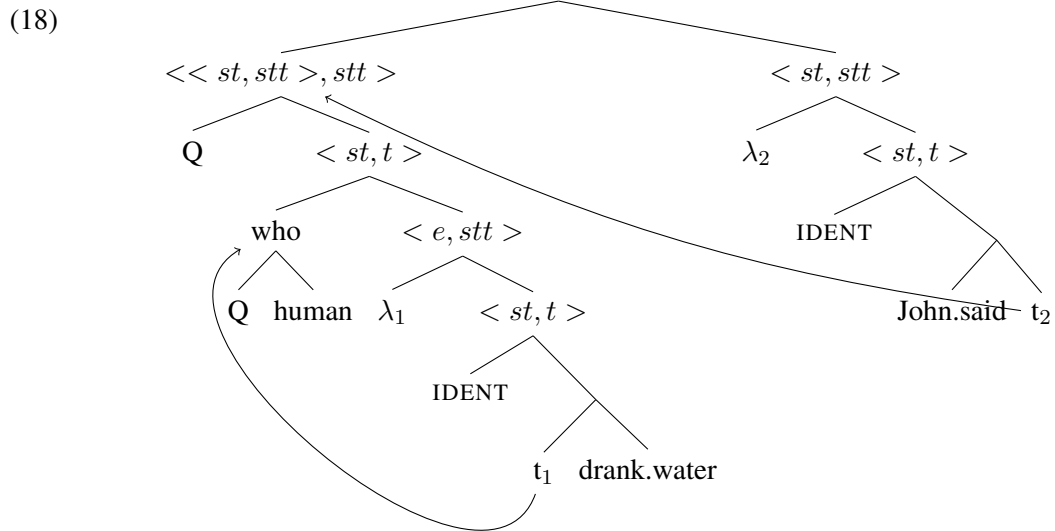 (18)
<< st, stt >, stt > < st, stt >
Q < st, t > λ2 < st, t >
who < e, stt > IDENT
Q human λ1 < st, t > John.said t2
IDENT
t1 drank.water